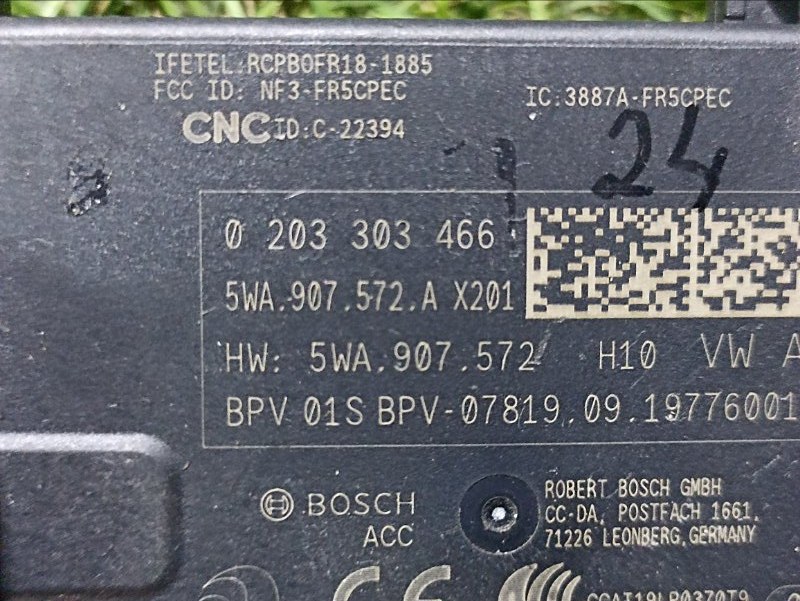 IFETEL:RCPBOFR18-1885
FCC ID: NF3-FR5CPEC
IC:3887A-FR5CPEC
CNC ID:C-22394
24
0 203 303 466
5WA.907.572.A X201
HW: 5WA.907.572 H10 VW A
BPV 01S BPV-07819.09.19776001
BOSCH
ACC
ROBERT BOSCH GMBH
CC-DA, POSTFACH 1661,
71226 LEONBERG,GERMANY
CE